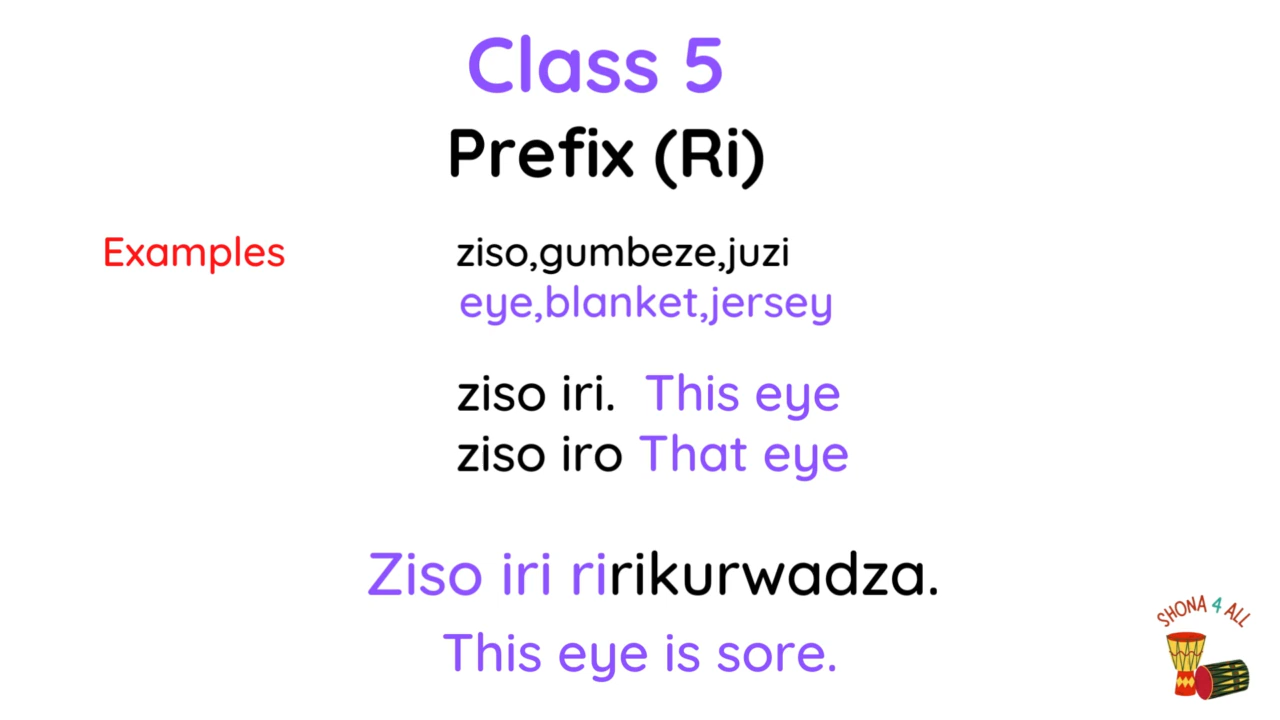 Class 5
Prefix (Ri)
Examples
ziso,gumbeze,juzi
eye,blanket,jersey
ziso iri. This eye
ziso iro That eye
Ziso iri ririkurwadza.
This eye is sore.
SHONA 4 ALL